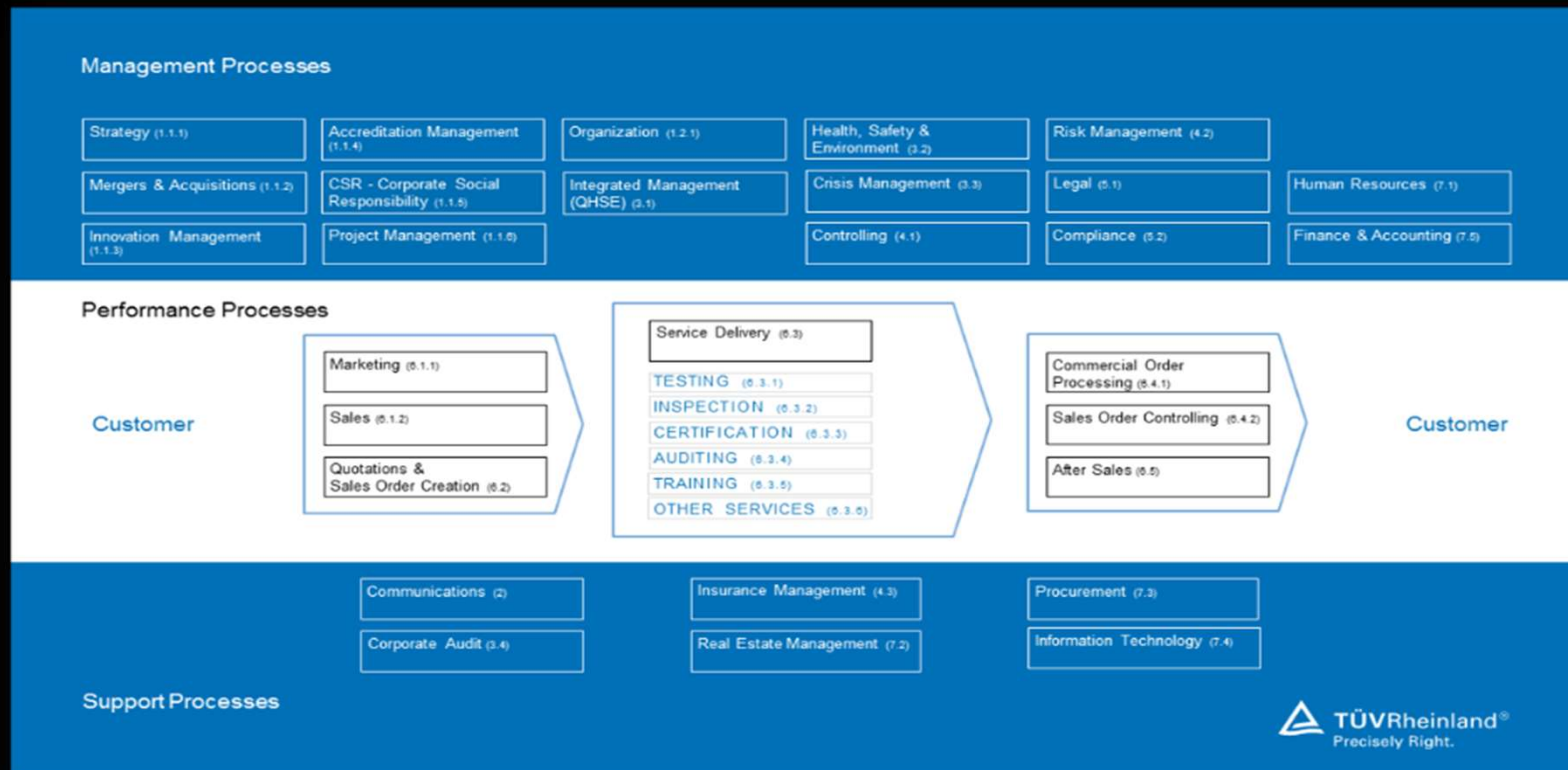 Management Processes
Strategy (1.1.1)
Accreditation Management
(1.1.4)
Organization (1.2.1)
Health, Safety &
Environment (3.2)
Risk Management (4.2)
Mergers & Acquisitions (1.1.2)
CSR - Corporate Social
Responsibility (1.1.5)
Integrated Management
(QHSE) (3.1)
Crisis Management (3.3)
Legal (5.1)
Human Resources (7.1)
Innovation Management
(1.1.3)
Project Management (1.1.6)
Controlling (4.1)
Compliance (5.2)
Finance & Accounting (7.5)
Performance Processes
Customer
Marketing (6.1.1)
Sales (6.1.2)
Quotations &
Sales Order Creation (6.2)
Service Delivery (6.3)
TESTING (6.3.1)
INSPECTION (6.3.2)
CERTIFICATION (6.3.3)
AUDITING (6.3.4)
TRAINING (6.3.5)
OTHER SERVICES (6.3.6)
Commercial Order
Processing (6.4.1)
Sales Order Controlling (6.4.2)
After Sales (6.5)
Customer
Communications (2)
Insurance Management (4.3)
Procurement (7.3)
Corporate Audit (3.4)
Real Estate Management (7.2)
Information Technology (7.4)
Support Processes
TÜVRheinland®
Precisely Right.